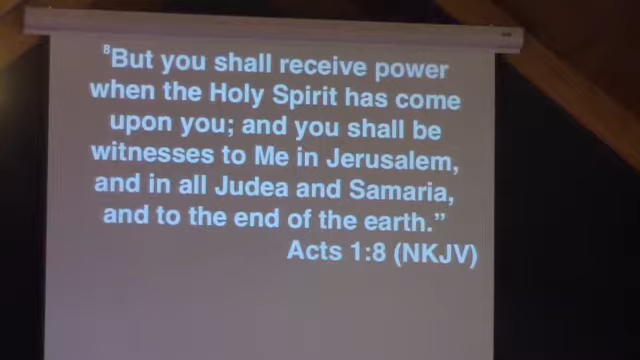 ⁸But you shall receive power
when the Holy Spirit has come
upon you; and you shall be
witnesses to Me in Jerusalem,
and in all Judea and Samaria,
and to the end of the earth.”
Acts 1:8 (NKJV)